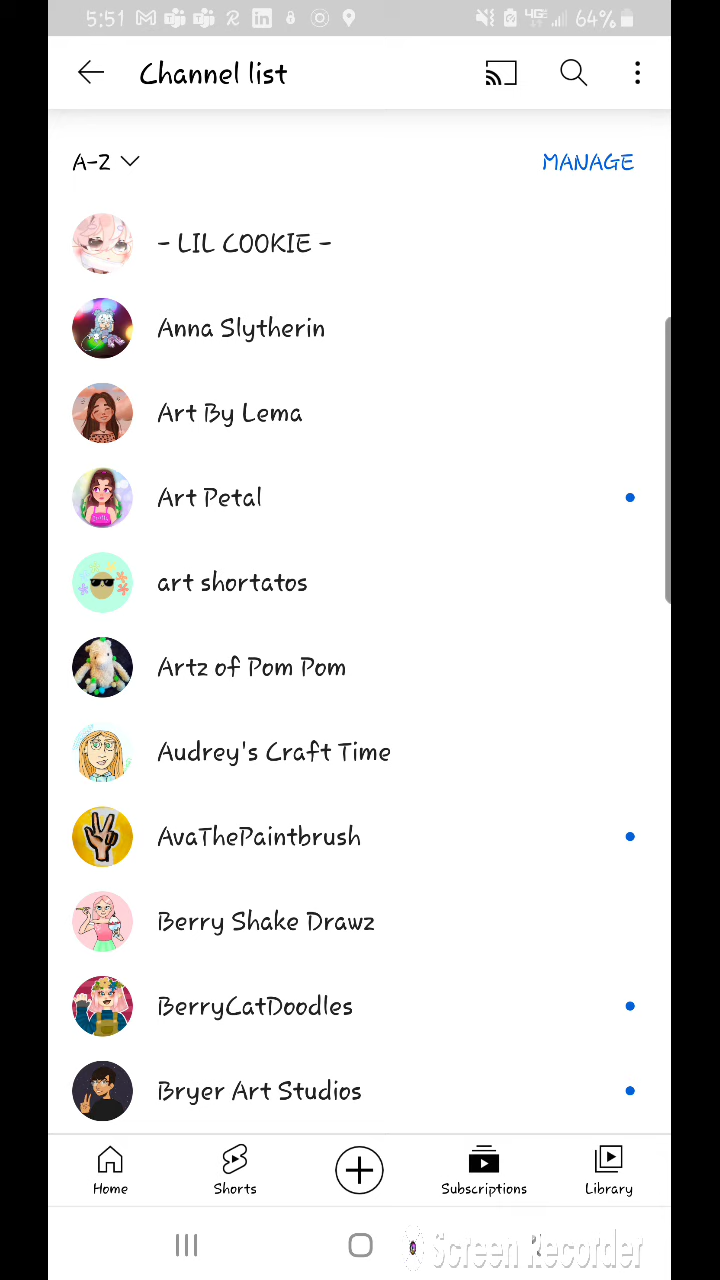 5:51 64%
Channel list
A-Z MANAGE
- LIL COOKIE -
Anna Slytherin
Art By Lema
Art Petal
art shortatos
Artz of Pom Pom
Audrey's Craft Time
AvaThePaintbrush
Berry Shake Drawz
BerryCatDoodles
Bryer Art Studios
Home Shorts Subscriptions Library
Screen Recorder